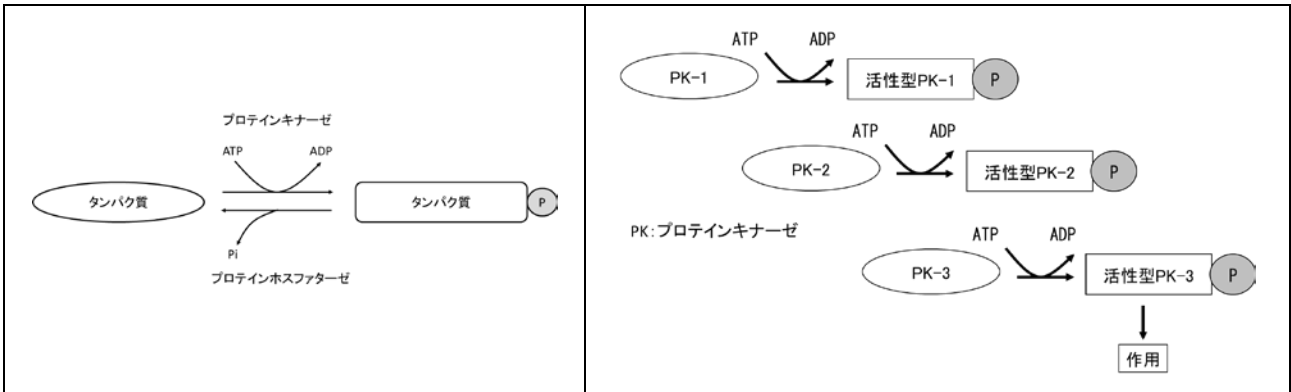 プロテインキナーゼ
ATP ADP
タンパク質 タンパク質 P
Pi
プロテインホスファターゼ
ATP ADP
PK-1 活性型PK-1 P
ATP ADP
PK-2 活性型PK-2 P
PK:プロテインキナーゼ
ATP ADP
PK-3 活性型PK-3 P
作用